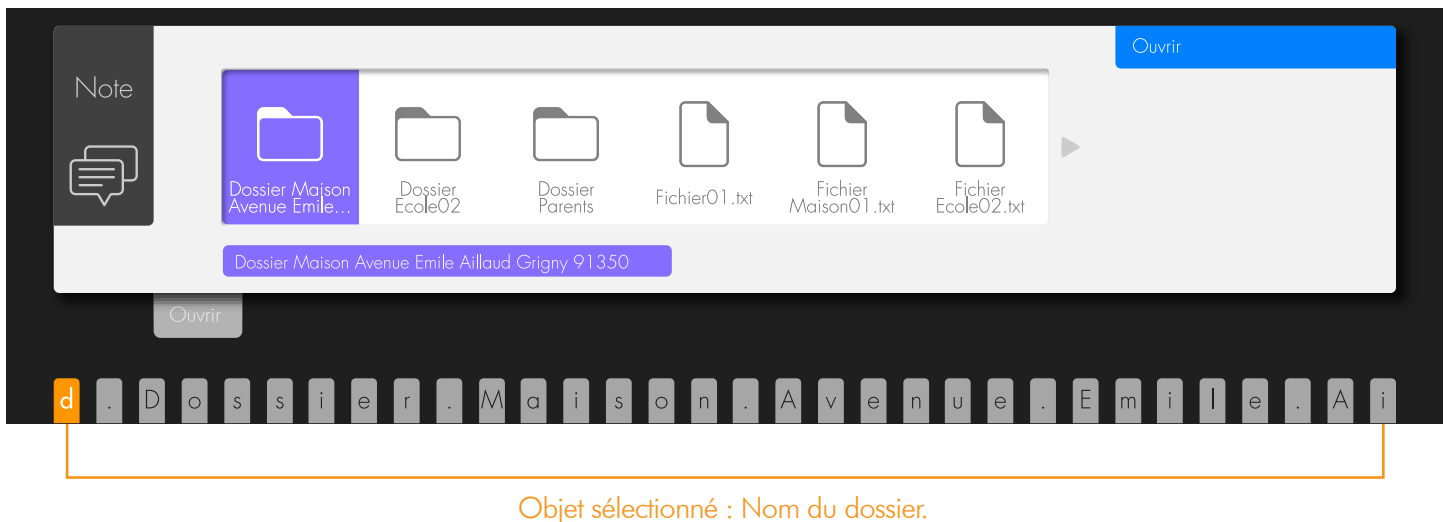 Note
Ouvrir
Dossier Maison
Avenue Emile...
Dossier
Ecole02
Dossier
Parents
Fichier01.txt
Fichier
Maison01.txt
Fichier
Ecole02.txt
Dossier Maison Avenue Emile Aillaud Grigny 91350
Ouvrir
d . D o s s i e r . M a i s o n . A v e n u e . E m i l e . A i
Objet sélectionné : Nom du dossier.